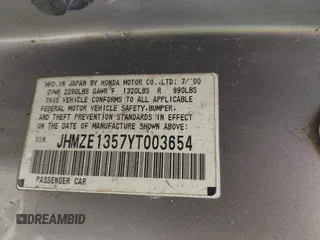 MFD.IN JAPAN BY HONDA MOTOR CO.,LTD: 7/'00
GVWR 2290LBS GAWR F 1320LBS R 990LBS
THIS VEHICLE CONFORMS TO ALL APPLICABLE
FEDERAL MOTOR VEHICLE SAFETY,BUMPER,
AND THEFT PREVENTION STANDARDS IN EFFECT
ON THE DATE OF MANUFACTURE SHOWN ABOVE.
VIN: JHMZE1357YT003654
PASSENGER CAR
DREAMBID